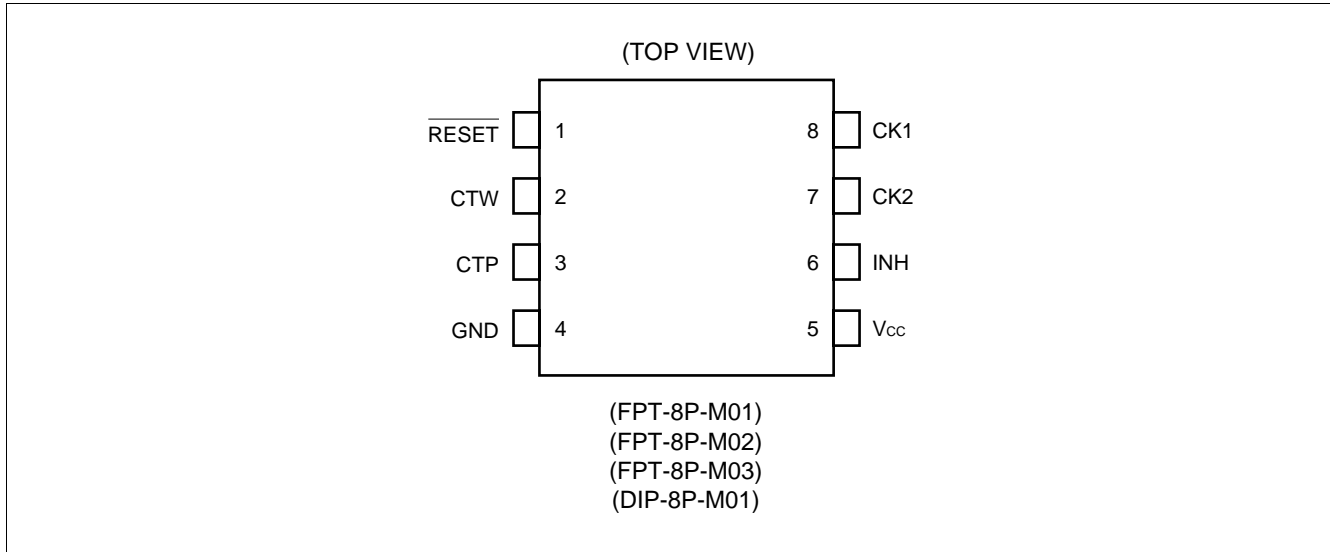 (TOP VIEW)
RESET 1 8 CK1
CTW 2 7 CK2
CTP 3 6 INH
GND 4 5 Vcc
(FPT-8P-M01)
(FPT-8P-M02)
(FPT-8P-M03)
(DIP-8P-M01)